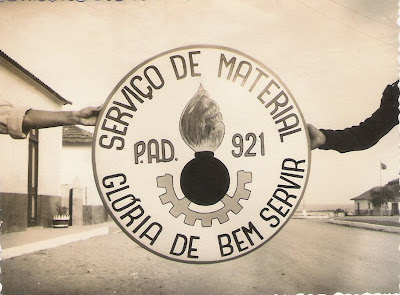 SERVIÇO DE MATERIAL
P.AD. 921
GLÓRIA DE BEM SERVIR